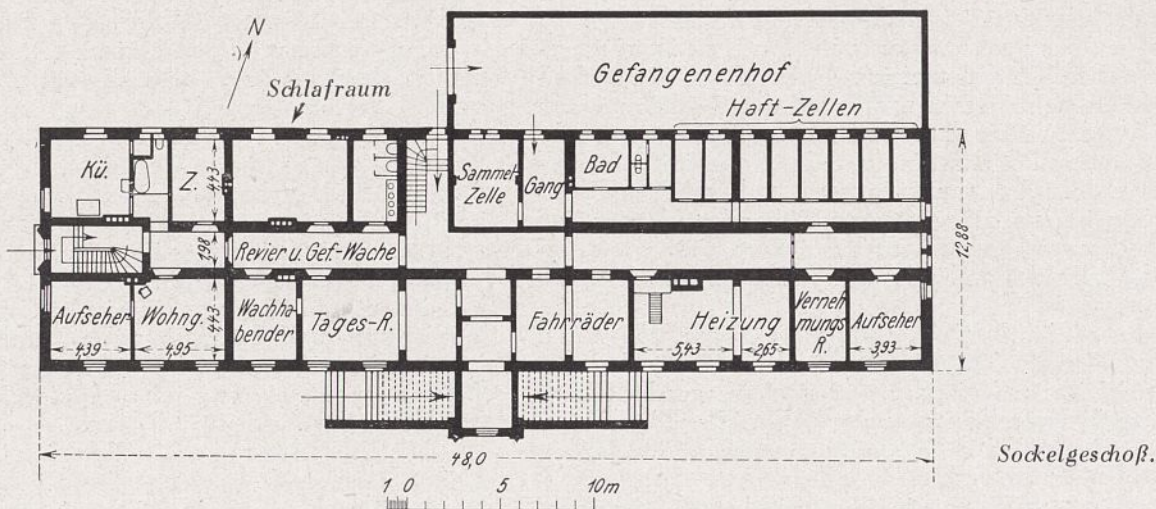 N
Schlafraum
Gefangenenhof
Haft-Zellen
Kü.
Z.
4,43
Sammel-
Zelle
Gang
Bad
1,98
Revier u. Gef.-Wache
12,88
Aufseher
4,39
Wohng.
4,95
4,43
Wachha-
bender
Tages-R.
Fahrräder
Heizung
5,43
2,65
Verneh-
mungs
R.
Aufseher
3,93
48,0
Sockelgeschoß.
1 0 5 10m